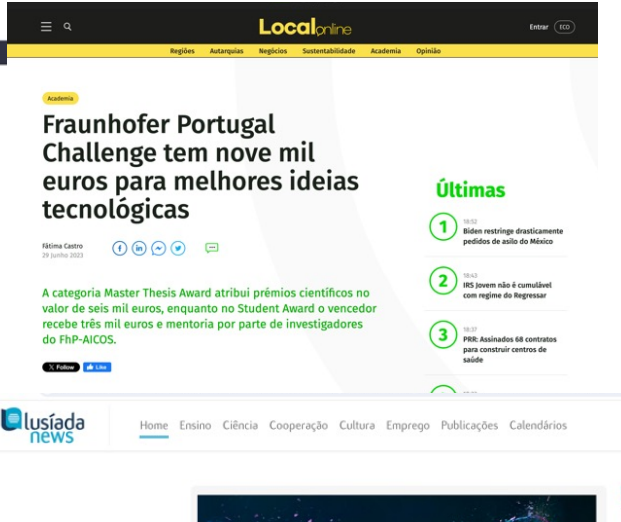 Localonline
Entrar ECO
Regiões Autarquias Negócios Sustentabilidade Academia Opinião
Academia
Fraunhofer Portugal
Challenge tem nove mil
euros para melhores ideias
tecnológicas
Fátima Castro
29 Junho 2023
A categoria Master Thesis Award atribui prémios científicos no
valor de seis mil euros, enquanto no Student Award o vencedor
recebe três mil euros e mentoria por parte de investigadores
do FhP-AICOS.
X Follow Like
Últimas
1
18:52
Biden restringe drasticamente
pedidos de asilo do México
2
18:43
IRS Jovem não é cumulável
com regime do Regressar
3
18:37
PRR: Assinados 68 contratos
para construir centros de
saúde
lusíada
news
Home Ensino Ciência Cooperação Cultura Emprego Publicações Calendários